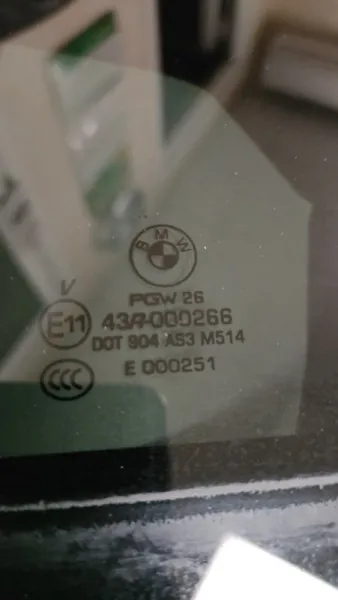 BMW
PGW 26
V
E11 43R-000266
DOT 904 AS3 M514
CCC E 000251